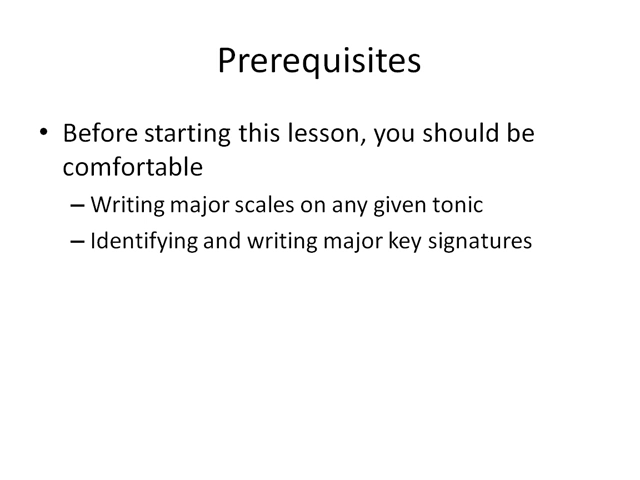 Prerequisites
• Before starting this lesson, you should be
comfortable
– Writing major scales on any given tonic
– Identifying and writing major key signatures